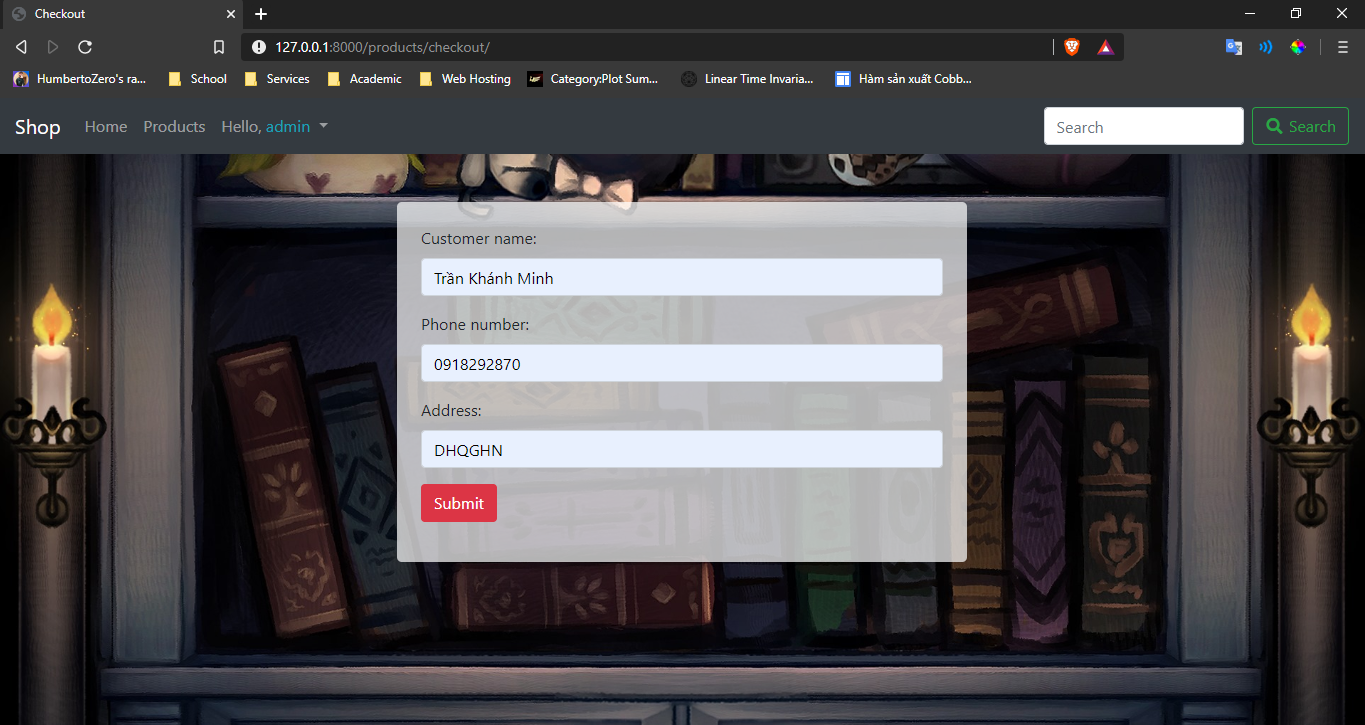 Checkout
127.0.0.1:8000/products/checkout/
HumbertoZero's ra... School Services Academic Web Hosting Category:Plot Sum... Linear Time Invaria... Hàm sản xuất Cobb...
Shop Home Products Hello, admin Search Search
Customer name:
Trần Khánh Minh
Phone number:
0918292870
Address:
DHQGHN
Submit